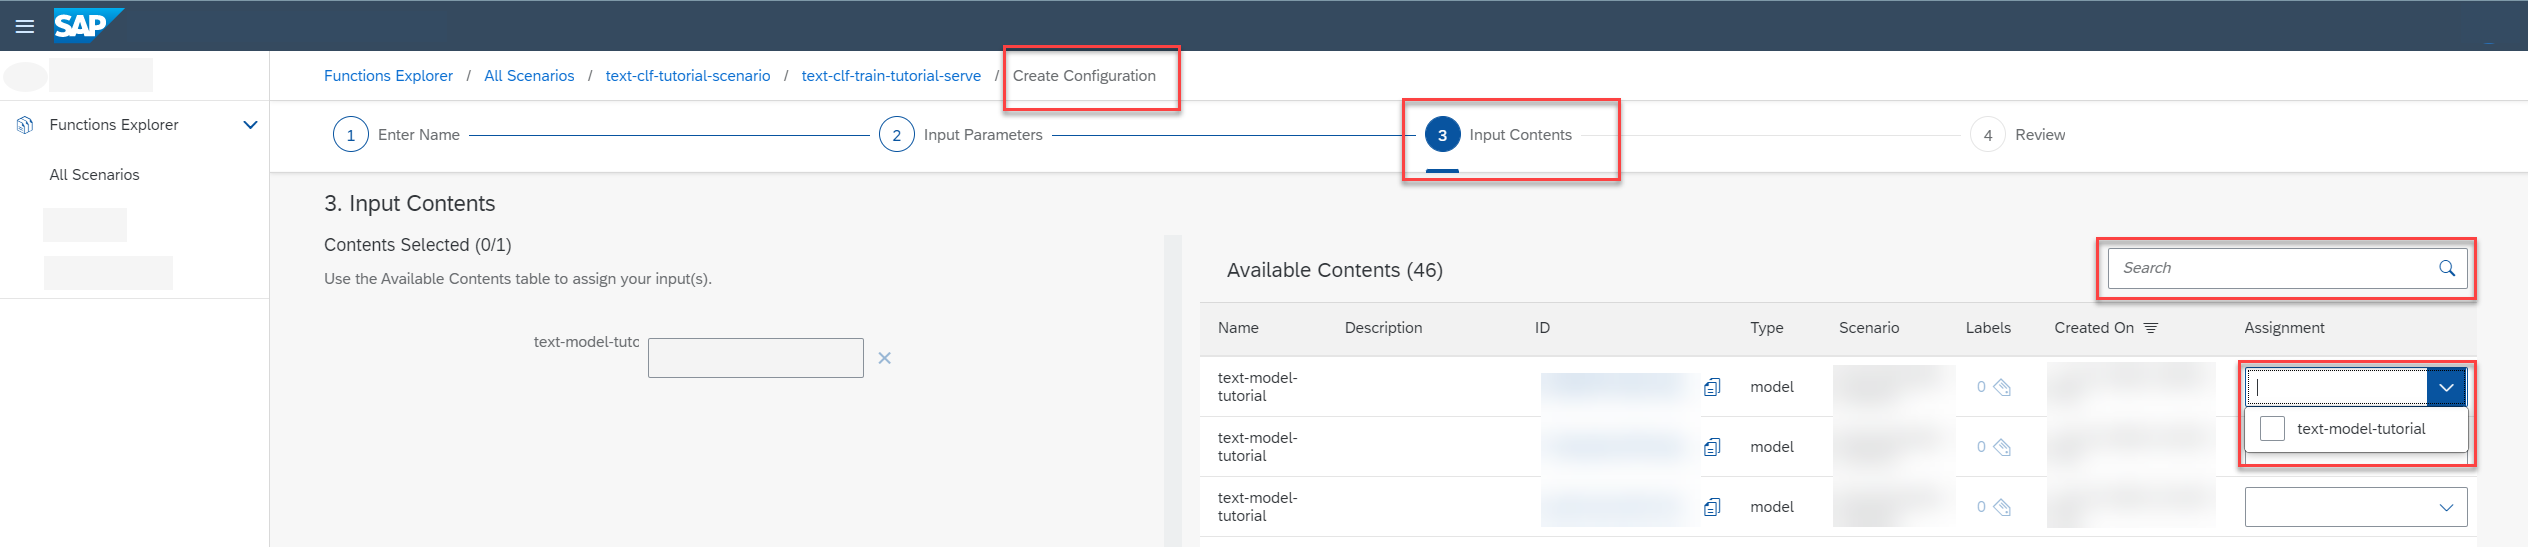 SAP
Functions Explorer / All Scenarios / text-clf-tutorial-scenario / text-clf-train-tutorial-serve / Create Configuration
Functions Explorer
All Scenarios
1 Enter Name 2 Input Parameters 3 Input Contents 4 Review
3. Input Contents
Contents Selected (0/1)
Use the Available Contents table to assign your input(s).
text-model-tuto
Available Contents (46)
Search
Name Description ID Type Scenario Labels Created On Assignment
text-model-
tutorial
model 0
text-model-tutorial
text-model-
tutorial
model 0
text-model-
tutorial
model 0